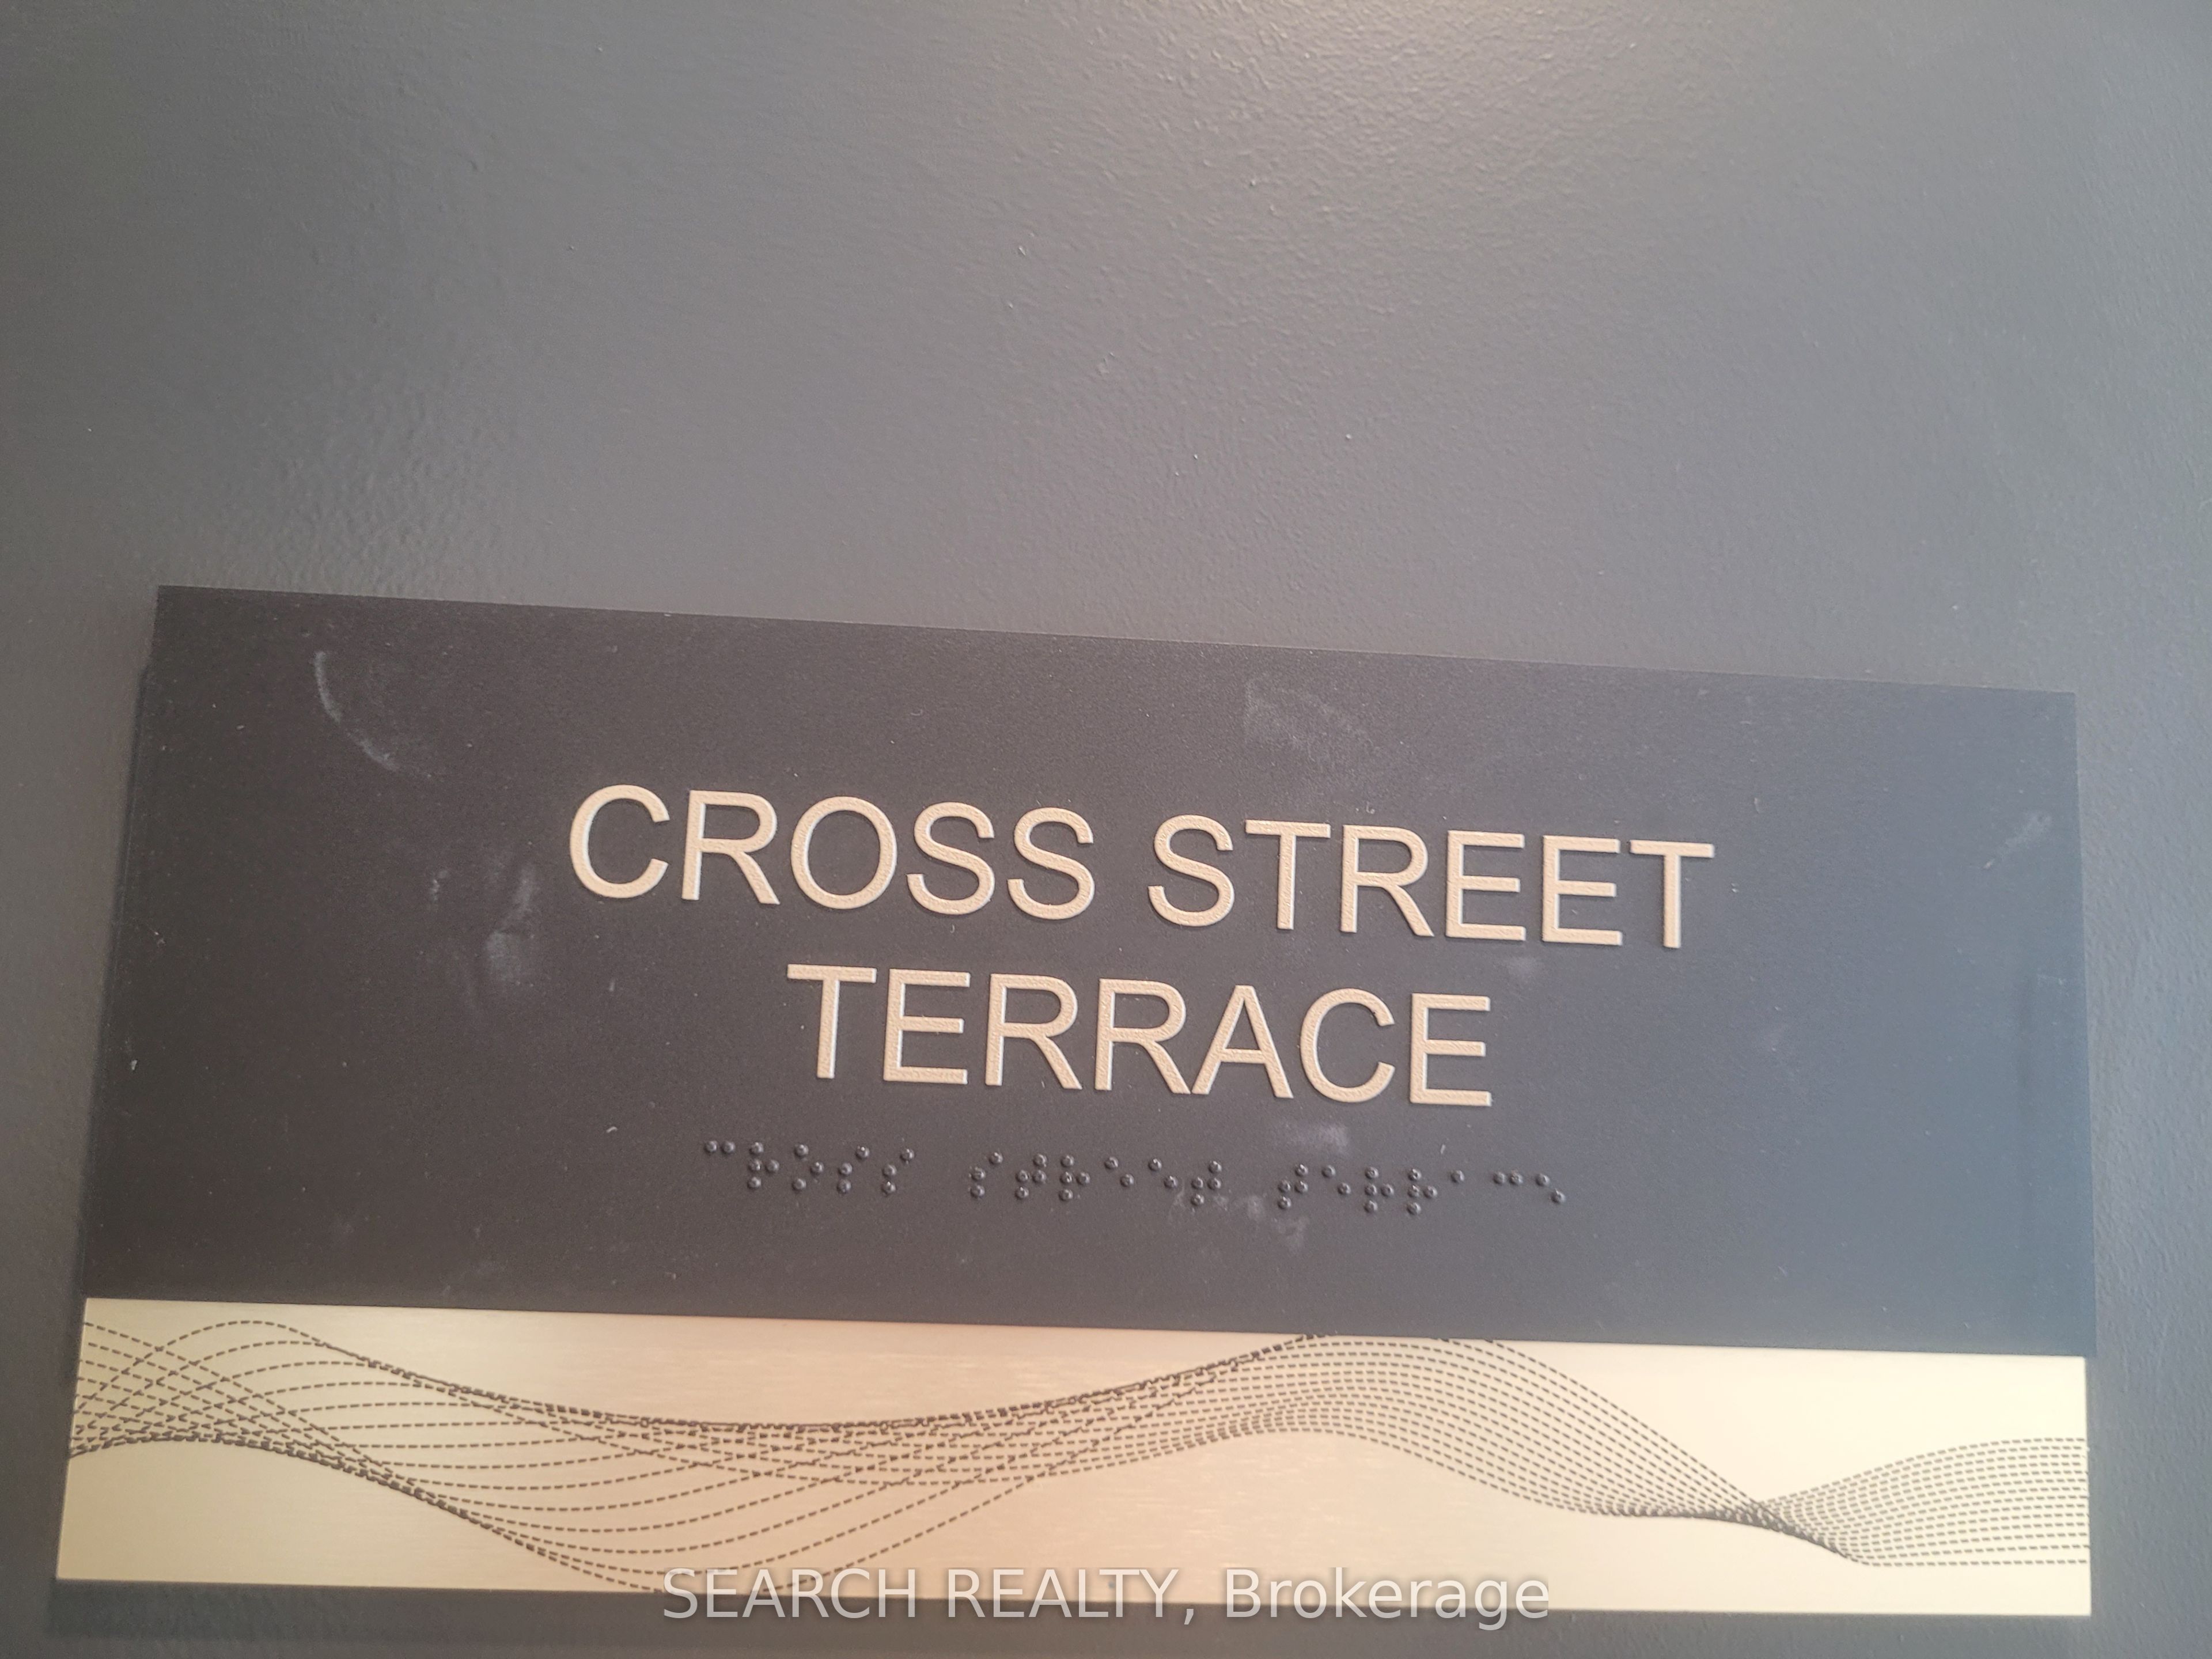 CROSS STREET
TERRACE
⠉⠗⠕⠎⠎ ⠎⠞⠗⠑⠑⠞ ⠞⠑⠗⠗⠁⠉⠑
SEARCH REALTY, Brokerage